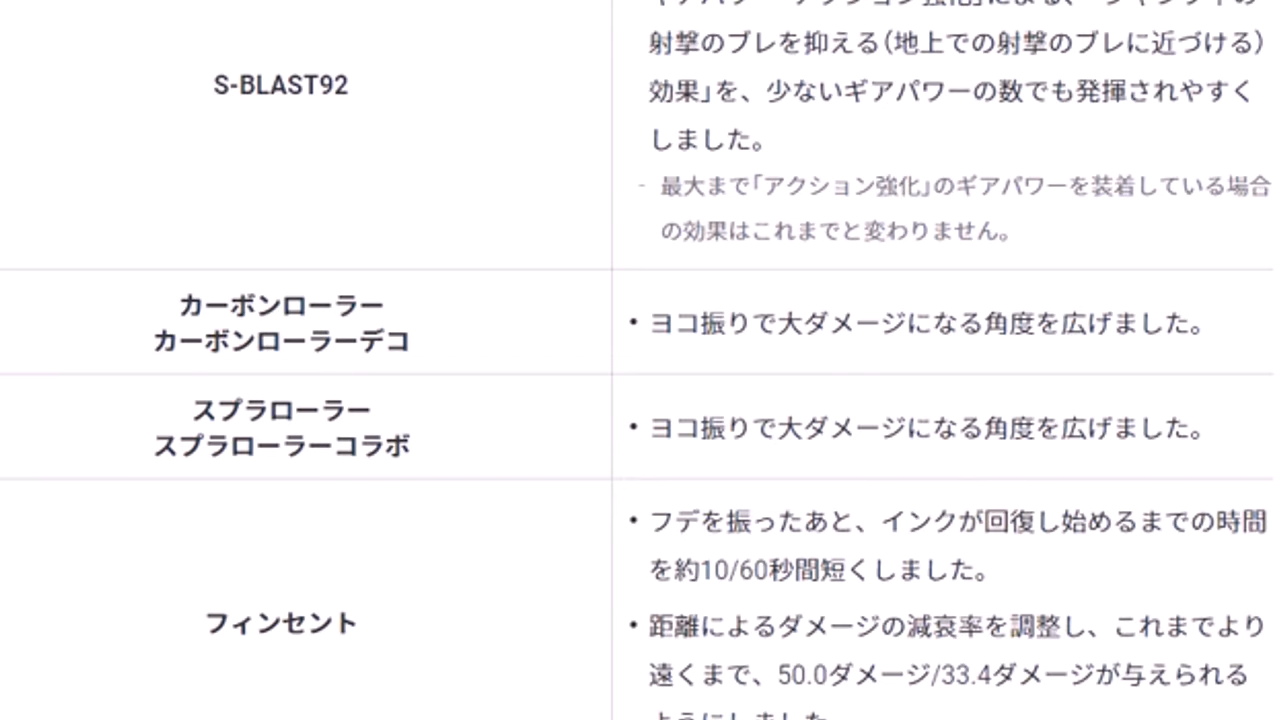 S-BLAST92
射撃のブレを抑える（地上での射撃のブレに近づける）
効果」を、少ないギアパワーの数でも発揮されやすく
しました。
- 最大まで「アクション強化」のギアパワーを装着している場合
の効果はこれまでと変わりません。
カーボンローラー
カーボンローラーデコ
・ヨコ振りで大ダメージになる角度を広げました。
スプラローラー
スプラローラーコラボ
・ヨコ振りで大ダメージになる角度を広げました。
フィンセント
・フデを振ったあと、インクが回復し始めるまでの時間
を約10/60秒間短くしました。
・距離によるダメージの減衰率を調整し、これまでより
遠くまで、50.0ダメージ/33.4ダメージが与えられる
ようにしました